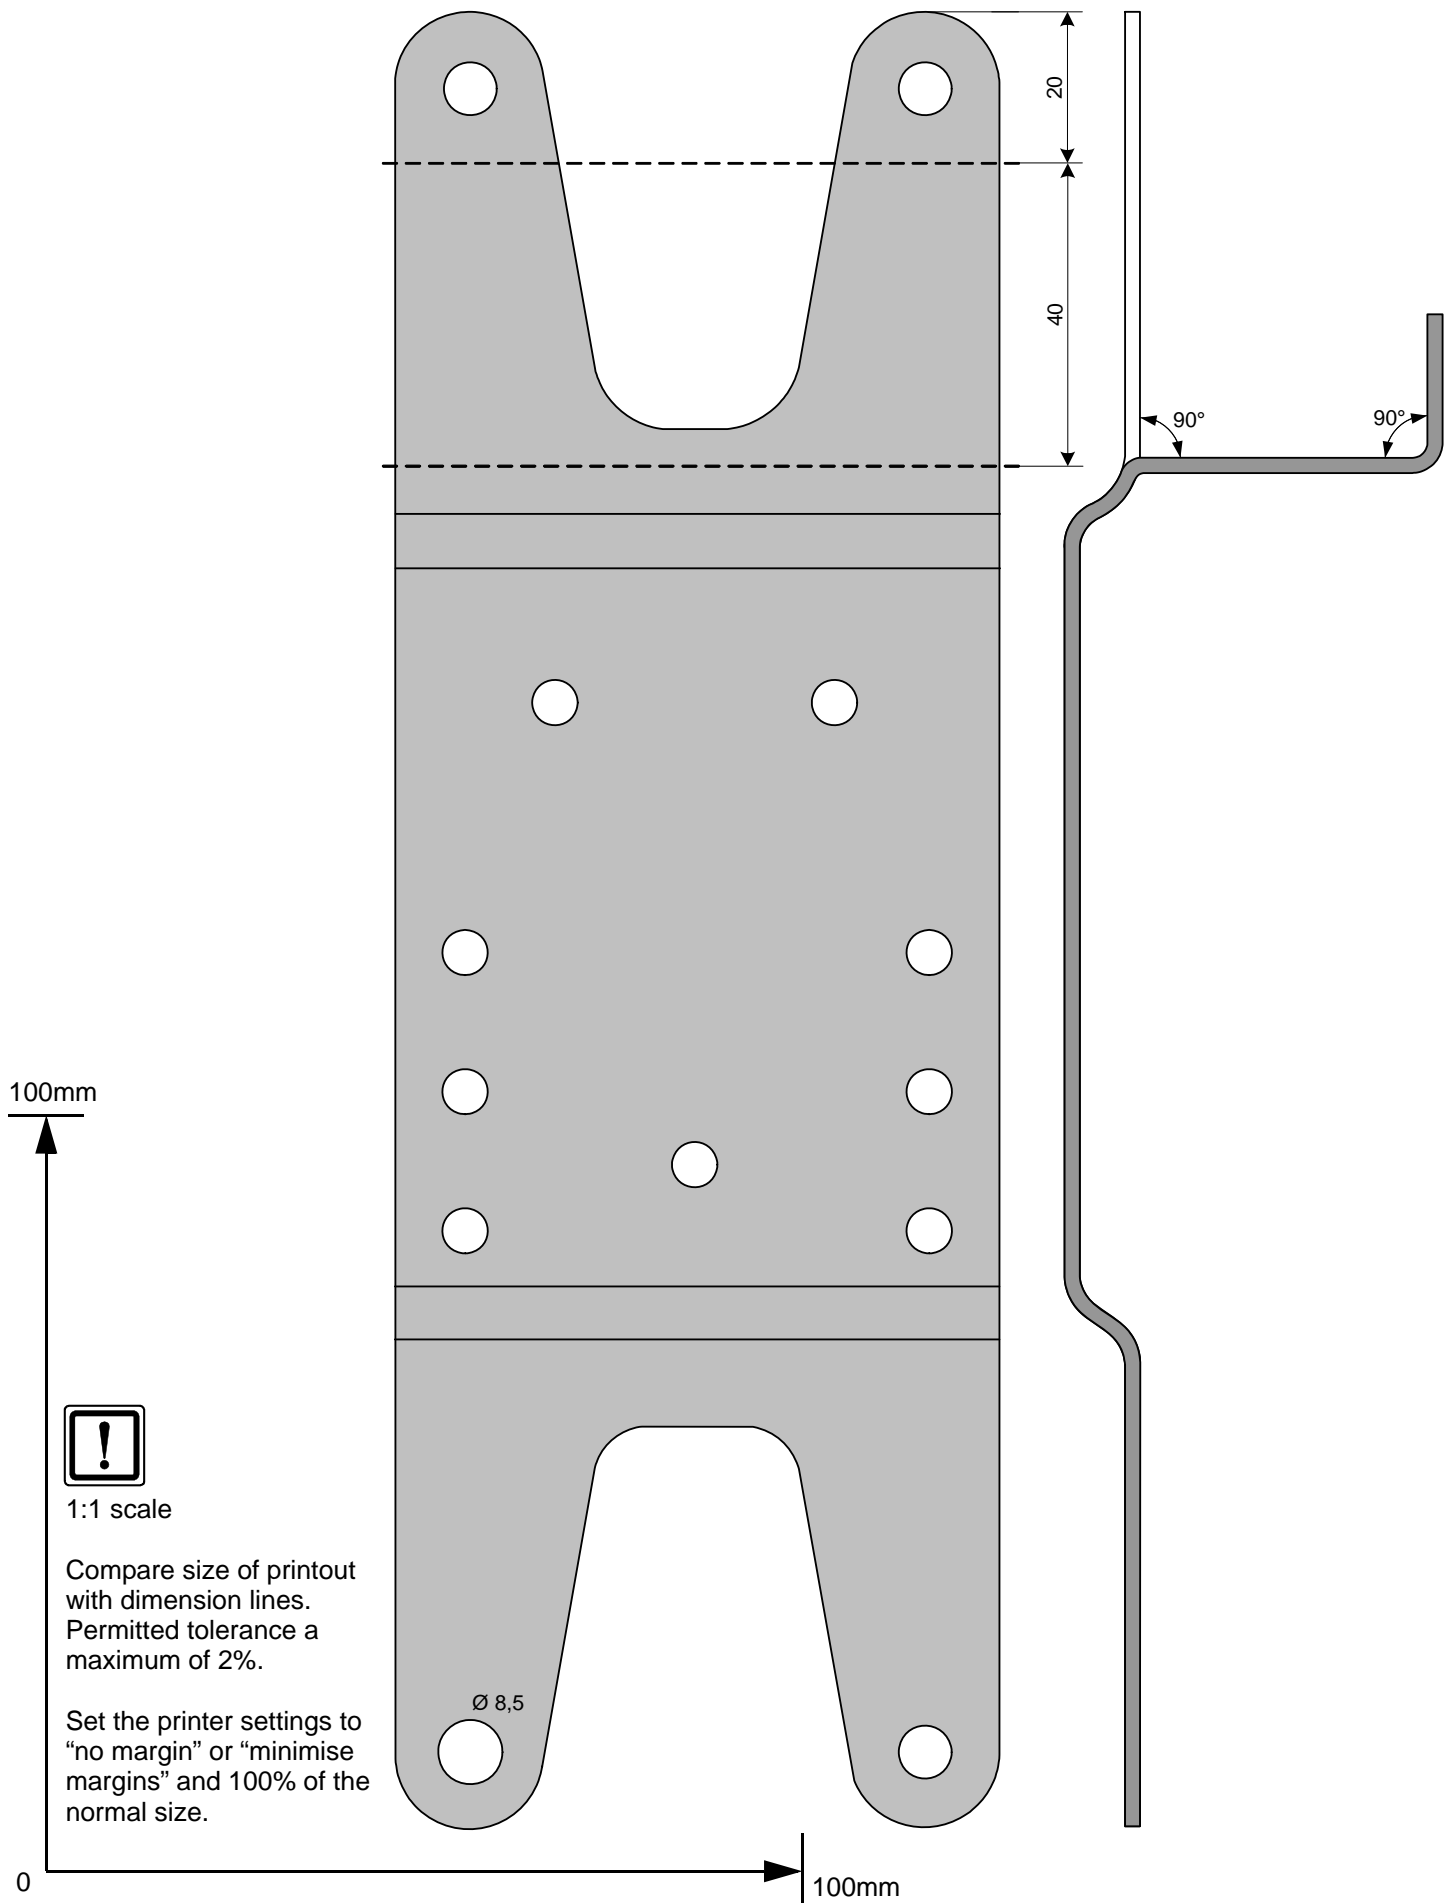 20
40
90°
90°
100mm
!
1:1 scale
Compare size of printout
with dimension lines.
Permitted tolerance a
maximum of 2%.
Set the printer settings to
“no margin” or “minimise
margins” and 100% of the
normal size.
Ø 8,5
0
100mm